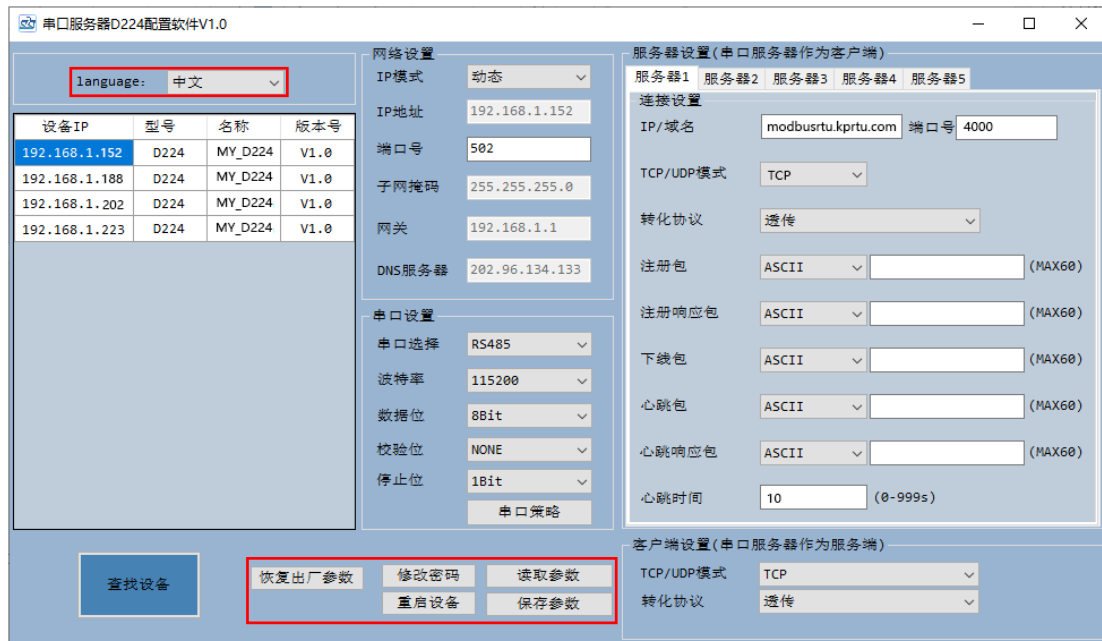 串口服务器D224配置软件V1.0
language: 中文
设备IP 型号 名称 版本号
192.168.1.152 D224 MY_D224 V1.0
192.168.1.188 D224 MY_D224 V1.0
192.168.1.202 D224 MY_D224 V1.0
192.168.1.223 D224 MY_D224 V1.0
查找设备
网络设置
IP模式 动态
IP地址 192.168.1.152
端口号 502
子网掩码 255.255.255.0
网关 192.168.1.1
DNS服务器 202.96.134.133
串口设置
串口选择 RS485
波特率 115200
数据位 8Bit
校验位 NONE
停止位 1Bit
串口策略
恢复出厂参数 修改密码 读取参数
重启设备 保存参数
服务器设置(串口服务器作为客户端)
服务器1 服务器2 服务器3 服务器4 服务器5
连接设置
IP/域名 modbusrtu.kprtu.com 端口号 4000
TCP/UDP模式 TCP
转化协议 透传
注册包 ASCII (MAX60)
注册响应包 ASCII (MAX60)
下线包 ASCII (MAX60)
心跳包 ASCII (MAX60)
心跳响应包 ASCII (MAX60)
心跳时间 10 (0-999s)
客户端设置(串口服务器作为服务端)
TCP/UDP模式 TCP
转化协议 透传